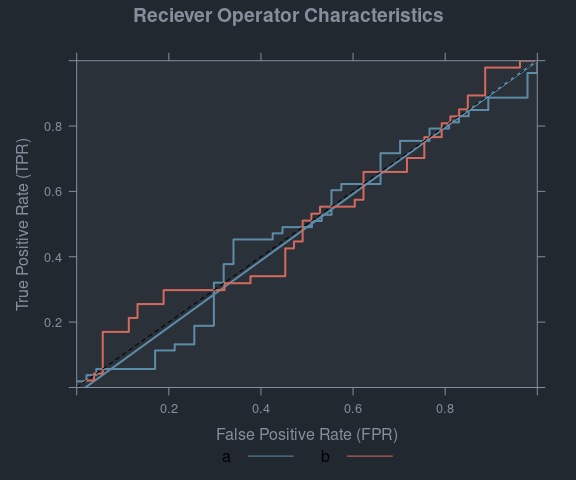 Reciever Operator Characteristics
True Positive Rate (TPR)
0.8
0.6
0.4
0.2
0.2 0.4 0.6 0.8
False Positive Rate (FPR)
a b